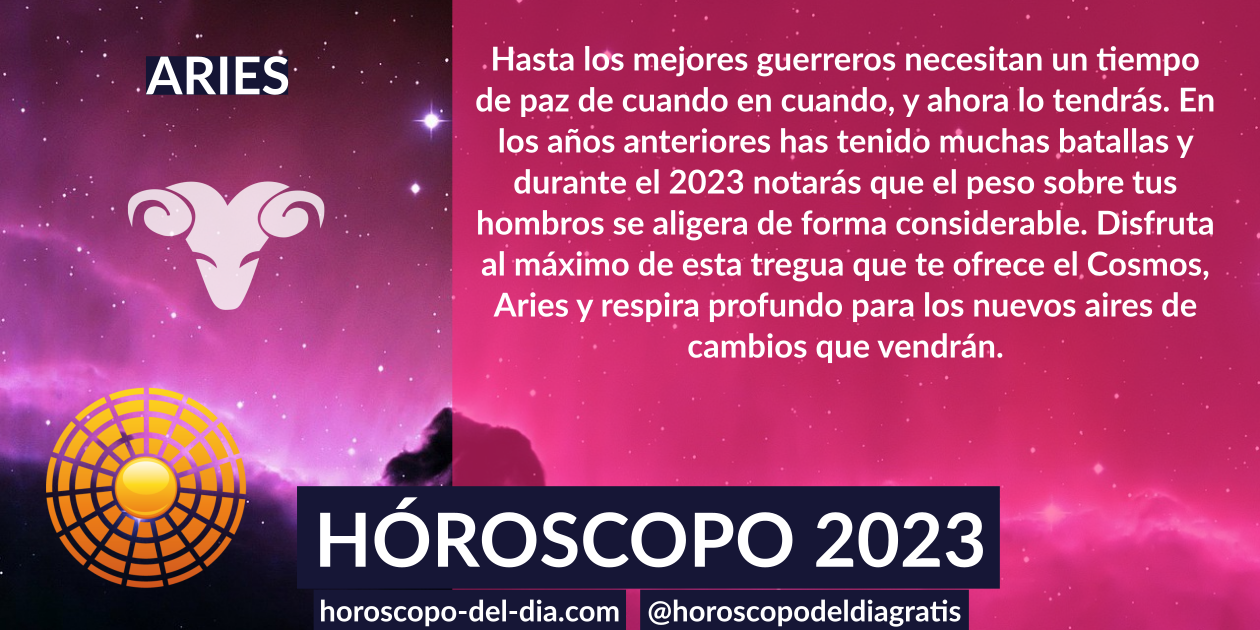 ARIES
Hasta los mejores guerreros necesitan un tiempo
de paz de cuando en cuando, y ahora lo tendrás. En
los años anteriores has tenido muchas batallas y
durante el 2023 notarás que el peso sobre tus
hombros se aligera de forma considerable. Disfruta
al máximo de esta tregua que te ofrece el Cosmos,
Aries y respira profundo para los nuevos aires de
cambios que vendrán.
HÓROSCOPO 2023
horoscopo-del-dia.com
@horoscopodeldiagratis